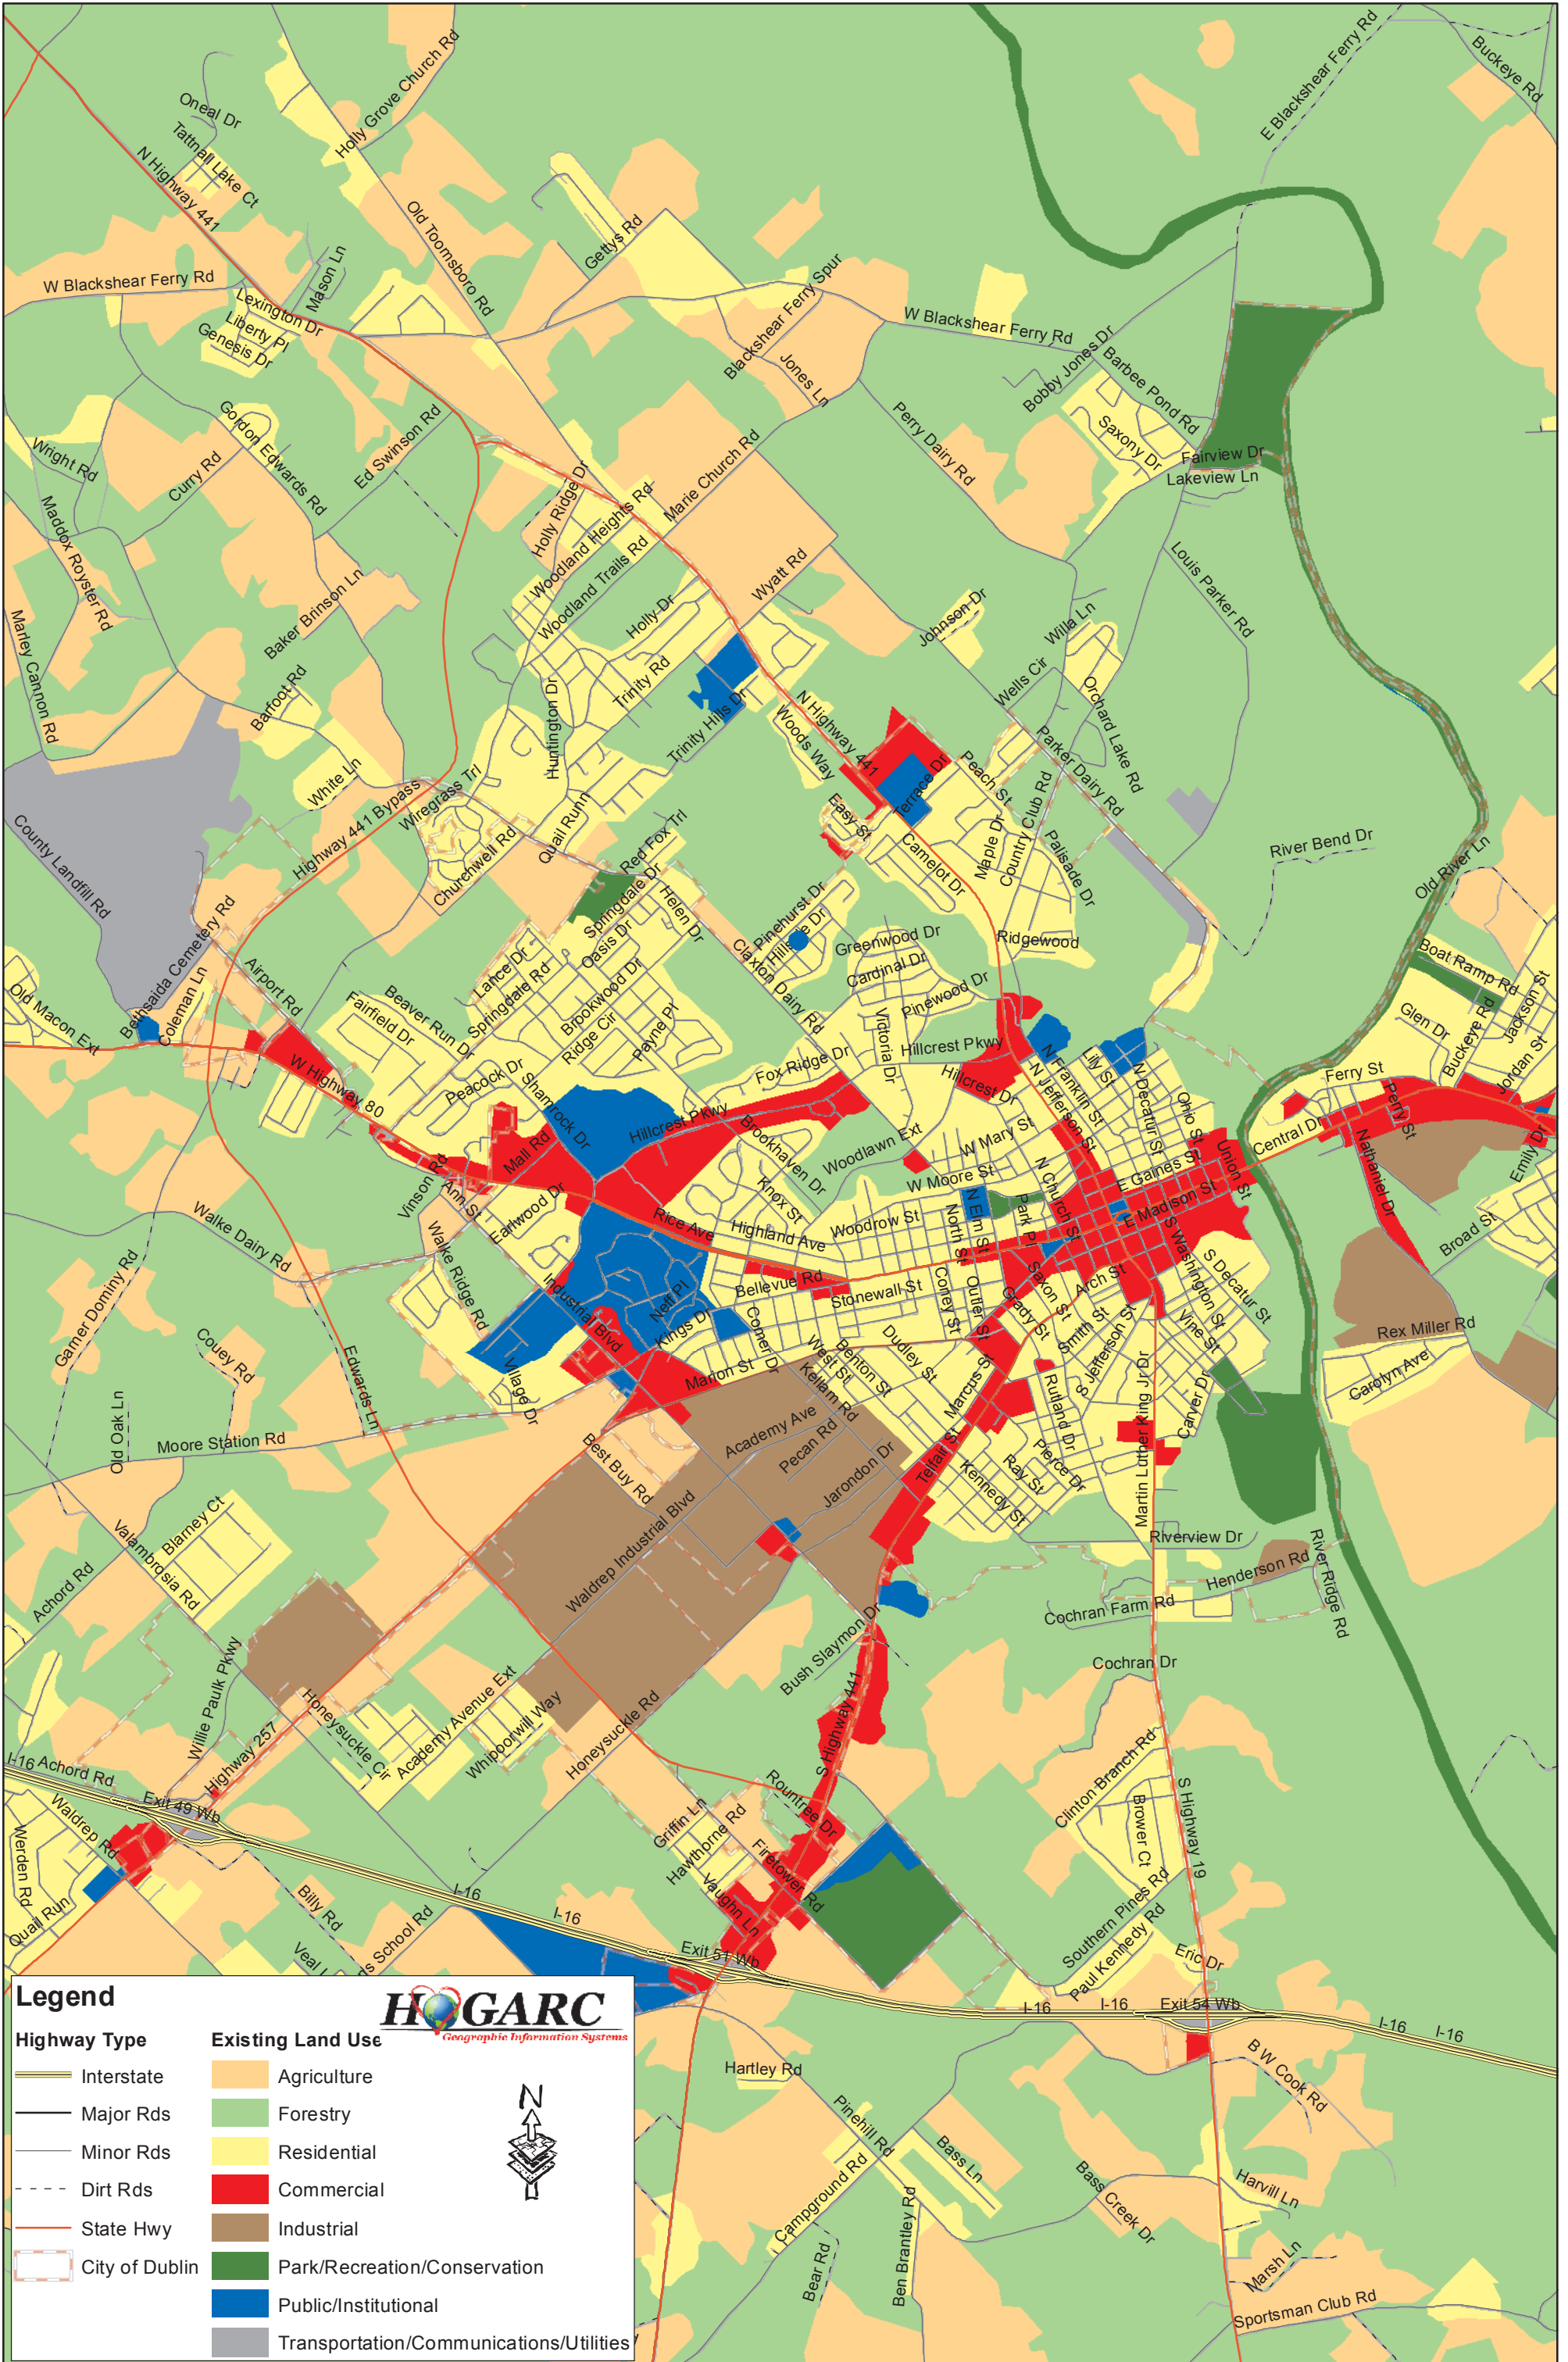 E Blackshear Ferry Rd
Buckeye Rd
Holly Grove Church Rd
Oneal Dr
Tattnall Lake Ct
N Highway 441
Old Toomsboro Rd
Gettys Rd
W Blackshear Ferry Rd
Mason Ln
Lexington Dr
Liberty Pl
Genesis Dr
Blackshear Ferry Spur
Jones Ln
W Blackshear Ferry Rd
Bobby Jones Dr
Barbee Pond Rd
Saxony Dr
Fairview Dr
Lakeview Ln
Perry Dairy Rd
Wright Rd
Curry Rd
Gordon Edwards Rd
Ed Swinson Rd
Marie Church Rd
Holly Ridge Dr
Woodland Heights Rd
Woodland Trails Rd
Maddox Royster Rd
Baker Brinson Ln
Wyatt Rd
Louis Parker Rd
Marley Cannon Rd
Holly Dr
Johnson Dr
Willa Ln
Barfoot Rd
Trinity Rd
Wells Cir
Orchard Lake Rd
Huntington Dr
Trinity Hills Dr
Woods Way
N Highway 441
Parker Dairy Rd
White Ln
Wiregrass Trl
Terrace Dr
Peach St
Highway 441 Bypass
Easy St
Maple Dr
Country Club Rd
County Landfill Rd
Churchwell Rd
Quail Runn
Red Fox Trl
Camelot Dr
Palisade Dr
River Bend Dr
Old River Ln
Springdale Dr
Helen Dr
Pinehurst Dr
Oasis Dr
Greenwood Dr
Ridgewood
Bethsaida Cemetery Rd
Airport Rd
Lance Dr
Springdale Rd
Claxton Dairy Rd
Cardinal Dr
Boat Ramp Rd
Old Macon Ext
Coleman Ln
Beaver Run Dr
Fairfield Dr
Brookwood Dr
Ridge Cir
Payne Pl
Pinewood Dr
Victoria Dr
Glen Dr
Buckeye Rd
Jackson St
Jordan St
Hillcrest Pkwy
Fox Ridge Dr
Hillcrest Dr
N Franklin St
Lily St
N Decatur St
Ferry St
W Highway 80
Peacock Dr
Shamrock Dr
Hillcrest Pkwy
N Jefferson St
Ohio St
Perry St
Mall Rd
Brookhaven Dr
Woodlawn Ext
W Mary St
Central Dr
Nathaniel Dr
Emily Dr
Vinson Rd
Ann St
Earlwood Dr
Knox St
W Moore St
N Church St
E Gaines St
Union St
E Madison St
Walke Dairy Rd
Rice Ave
Highland Ave
Woodrow St
North St
N Elm St
Park Pl
S Washington St
S Decatur St
Broad St
Walke Ridge Rd
Industrial Blvd
Neff Pl
Bellevue Rd
Stonewall St
Coney St
Outler St
Saxon St
Arch St
Garner Dominy Rd
Kings Dr
Corner Dr
Grady St
Smith St
Vine St
Rex Miller Rd
Couey Rd
Edwards Ln
Village Dr
Marion St
West St
Benton St
Dudley St
Marcus St
S Jefferson St
Carolyn Ave
Kellam Rd
Rutland Dr
Martin Luther King Jr Dr
Carver Dr
Old Oak Ln
Moore Station Rd
Best Buy Rd
Academy Ave
Pecan Rd
Telfair St
Pierce Dr
Ray St
Jarondon Dr
Kennedy St
Blarney Ct
Valambrosia Rd
Waldrep Industrial Blvd
Riverview Dr
Henderson Rd
River Ridge Rd
Achord Rd
Cochran Farm Rd
Bush Slaymon Dr
Cochran Dr
Willie Paulk Pkwy
Honeysuckle Cir
Academy Avenue Ext
Whipoorwill Way
Honeysuckle Rd
S Highway 441
Highway 257
I-16
Achord Rd
Exit 49 Wb
Rountree Dr
Clinton Branch Rd
S Highway 19
Brower Ct
Waldrep Rd
Werden Rd
Griffin Ln
Hawthorne Rd
Firetower Rd
Vaughn Ln
Quail Run
Billy Rd
I-16
I-16
Exit 51 Wb
Southern Pines Rd
Paul Kennedy Rd
Eric Dr
I-16
I-16
Exit 54 Wb
I-16
I-16
B W Cook Rd
Hartley Rd
Pinehill Rd
Bass Ln
Campground Rd
Bass Creek Dr
Harvill Ln
Bear Rd
Ben Brantley Rd
Marsh Ln
Sportsman Club Rd
Legend
HOGARC
Geographic Information Systems
Highway Type
Interstate
Major Rds
Minor Rds
Dirt Rds
State Hwy
City of Dublin
Existing Land Use
Agriculture
Forestry
Residential
Commercial
Industrial
Park/Recreation/Conservation
Public/Institutional
Transportation/Communications/Utilities
N